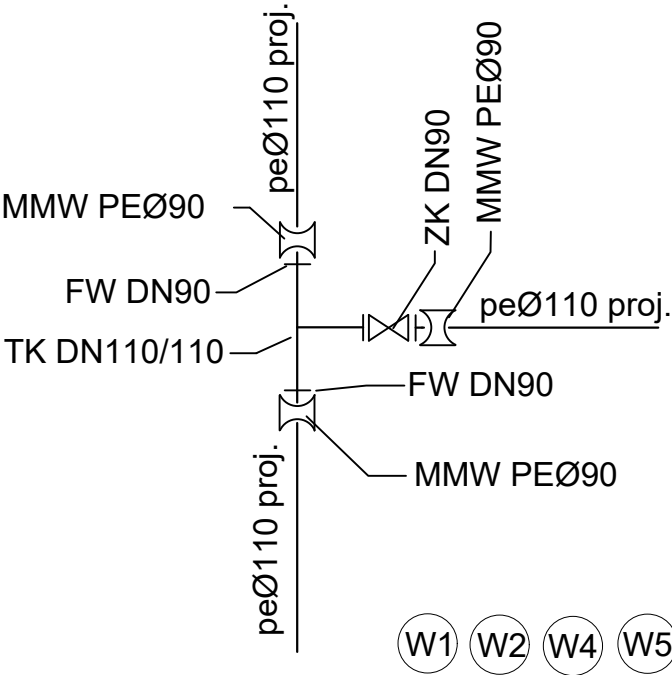 peØ110 proj.
MMW PEØ90
ZK DN90
MMW PEØ90
FW DN90
peØ110 proj.
TK DN110/110
FW DN90
MMW PEØ90
peØ110 proj.
W1 W2 W4 W5